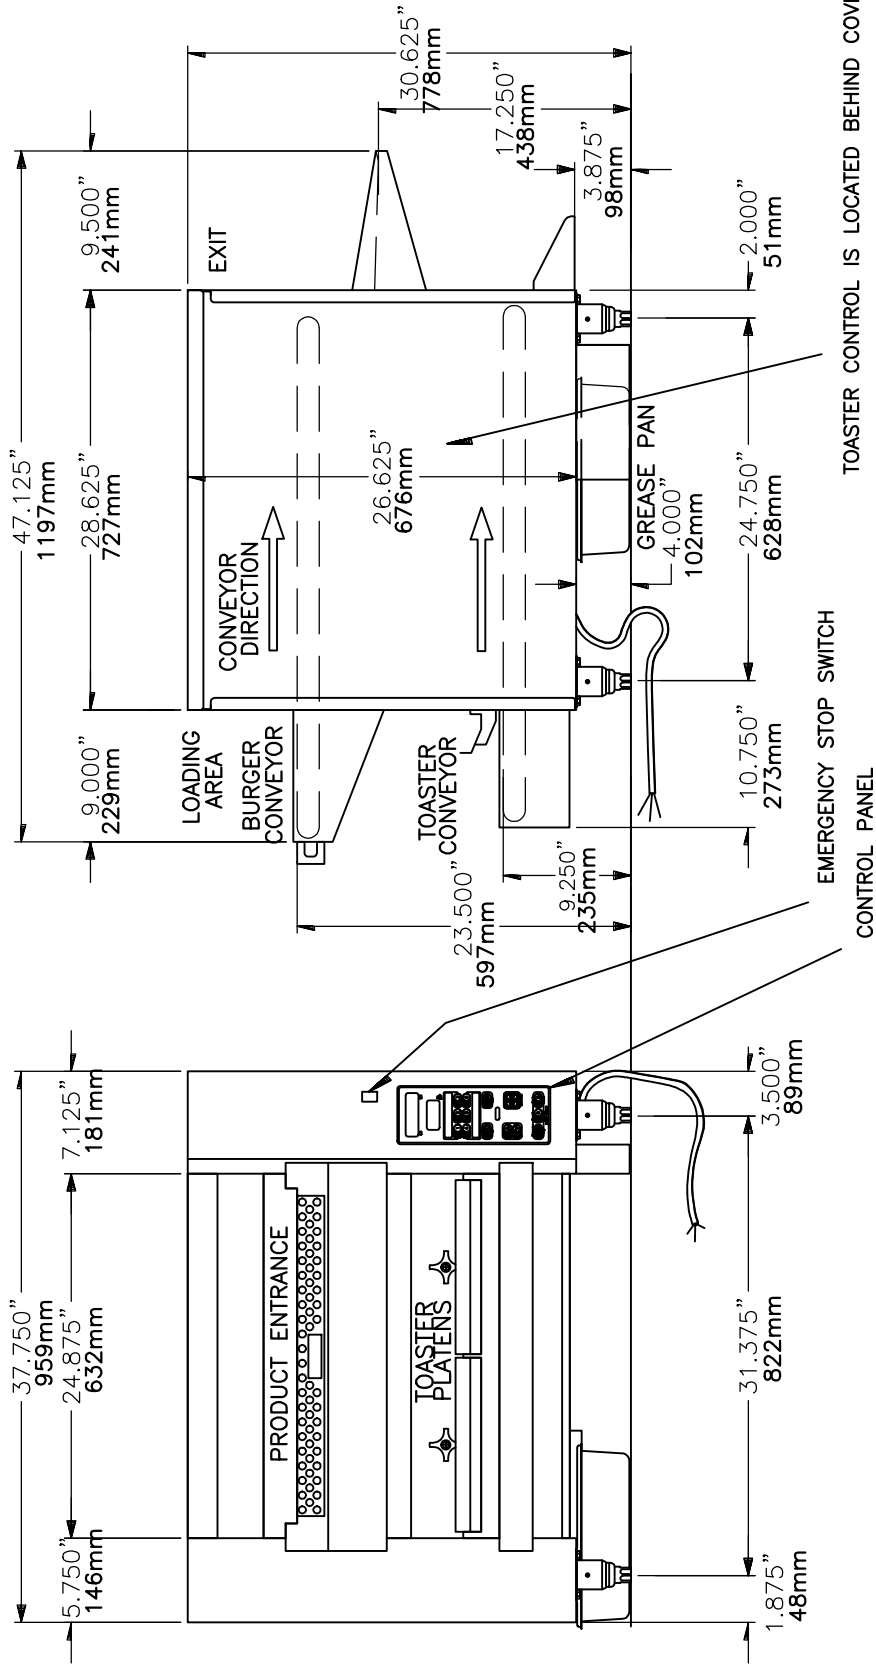 37.750"
959mm
5.750"
146mm
24.875"
632mm
7.125"
181mm
PRODUCT ENTRANCE
TOASTER
PLATENS
1.875"
48mm
31.375"
822mm
3.500"
89mm
47.125"
1197mm
9.000"
229mm
28.625"
727mm
9.500"
241mm
LOADING
AREA
EXIT
BURGER
CONVEYOR
CONVEYOR
DIRECTION
TOASTER
CONVEYOR
26.625"
676mm
30.625"
778mm
17.250"
438mm
3.875"
98mm
23.500"
597mm
9.250"
235mm
GREASE PAN
4.000"
102mm
10.750"
273mm
24.750"
628mm
2.000"
51mm
EMERGENCY STOP SWITCH
CONTROL PANEL
TOASTER CONTROL IS LOCATED BEHIND